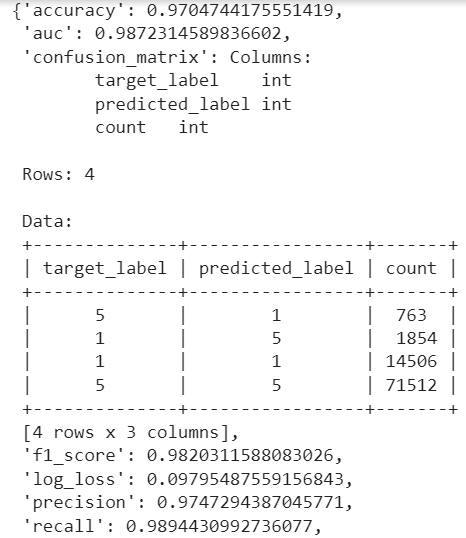 {'accuracy': 0.9704744175551419,
 'auc': 0.9872314589836602,
 'confusion_matrix': Columns:
        target_label    int
        predicted_label int
        count   int

 Rows: 4

 Data:
 +--------------+-----------------+-------+
 | target_label | predicted_label | count |
 +--------------+-----------------+-------+
 |      5       |        1        |  763  |
 |      1       |        5        |  1854 |
 |      1       |        1        | 14506 |
 |      5       |        5        | 71512 |
 +--------------+-----------------+-------+
 [4 rows x 3 columns],
 'f1_score': 0.9820311588083026,
 'log_loss': 0.09795487559156843,
 'precision': 0.9747294387045771,
 'recall': 0.9894430992736077,